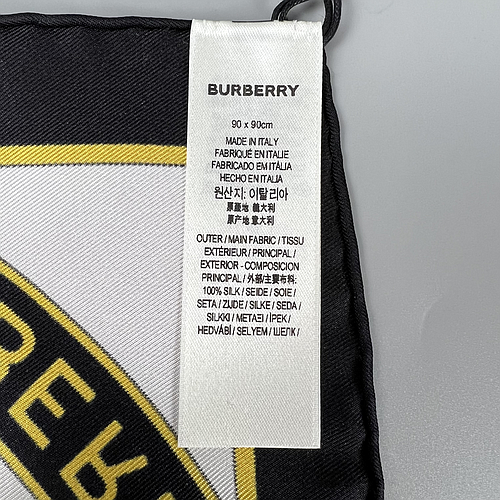 BURBERRY
90 x 90cm
MADE IN ITALY
FABRIQUÉ EN ITALIE
FABRICADO EM ITÁLIA
HECHO EN ITALIA
원산지: 이탈리아
原產地 義大利
原产地 意大利
OUTER / MAIN FABRIC / TISSU
EXTÉRIEUR / PRINCIPAL /
EXTERIOR - COMPOSICION
PRINCIPAL / 外部/主要布料:
100% SILK / SEIDE / SOIE /
SETA / ZIJDE / SILKE / SEDA /
SILKKI / ΜΕΤΑΞΙ / İPEK /
HEDVÁBÍ / SELYEM / ШЕЛК /